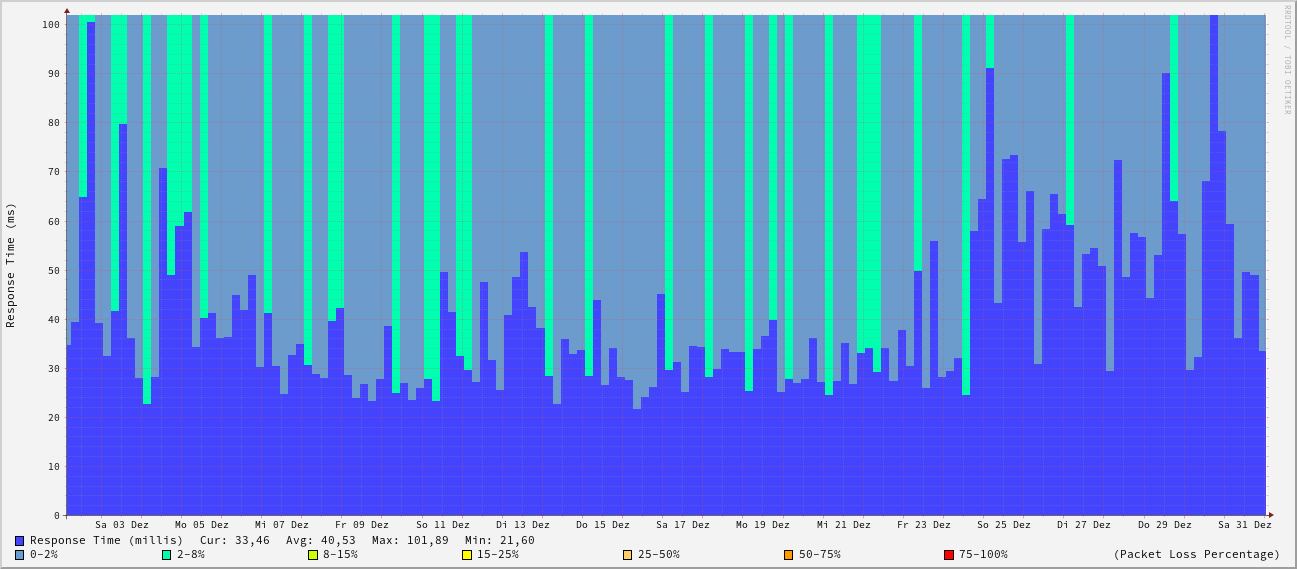 RRDTOOL / TOBI OETIKER
Response Time (ms)
100
90
80
70
60
50
40
30
20
10
0
Sa 03 Dez Mo 05 Dez Mi 07 Dez Fr 09 Dez So 11 Dez Di 13 Dez Do 15 Dez Sa 17 Dez Mo 19 Dez Mi 21 Dez Fr 23 Dez So 25 Dez Di 27 Dez Do 29 Dez Sa 31 Dez
Response Time (millis) Cur: 33,46 Avg: 40,53 Max: 101,89 Min: 21,60
0-2% 2-8% 8-15% 15-25% 25-50% 50-75% 75-100% (Packet Loss Percentage)